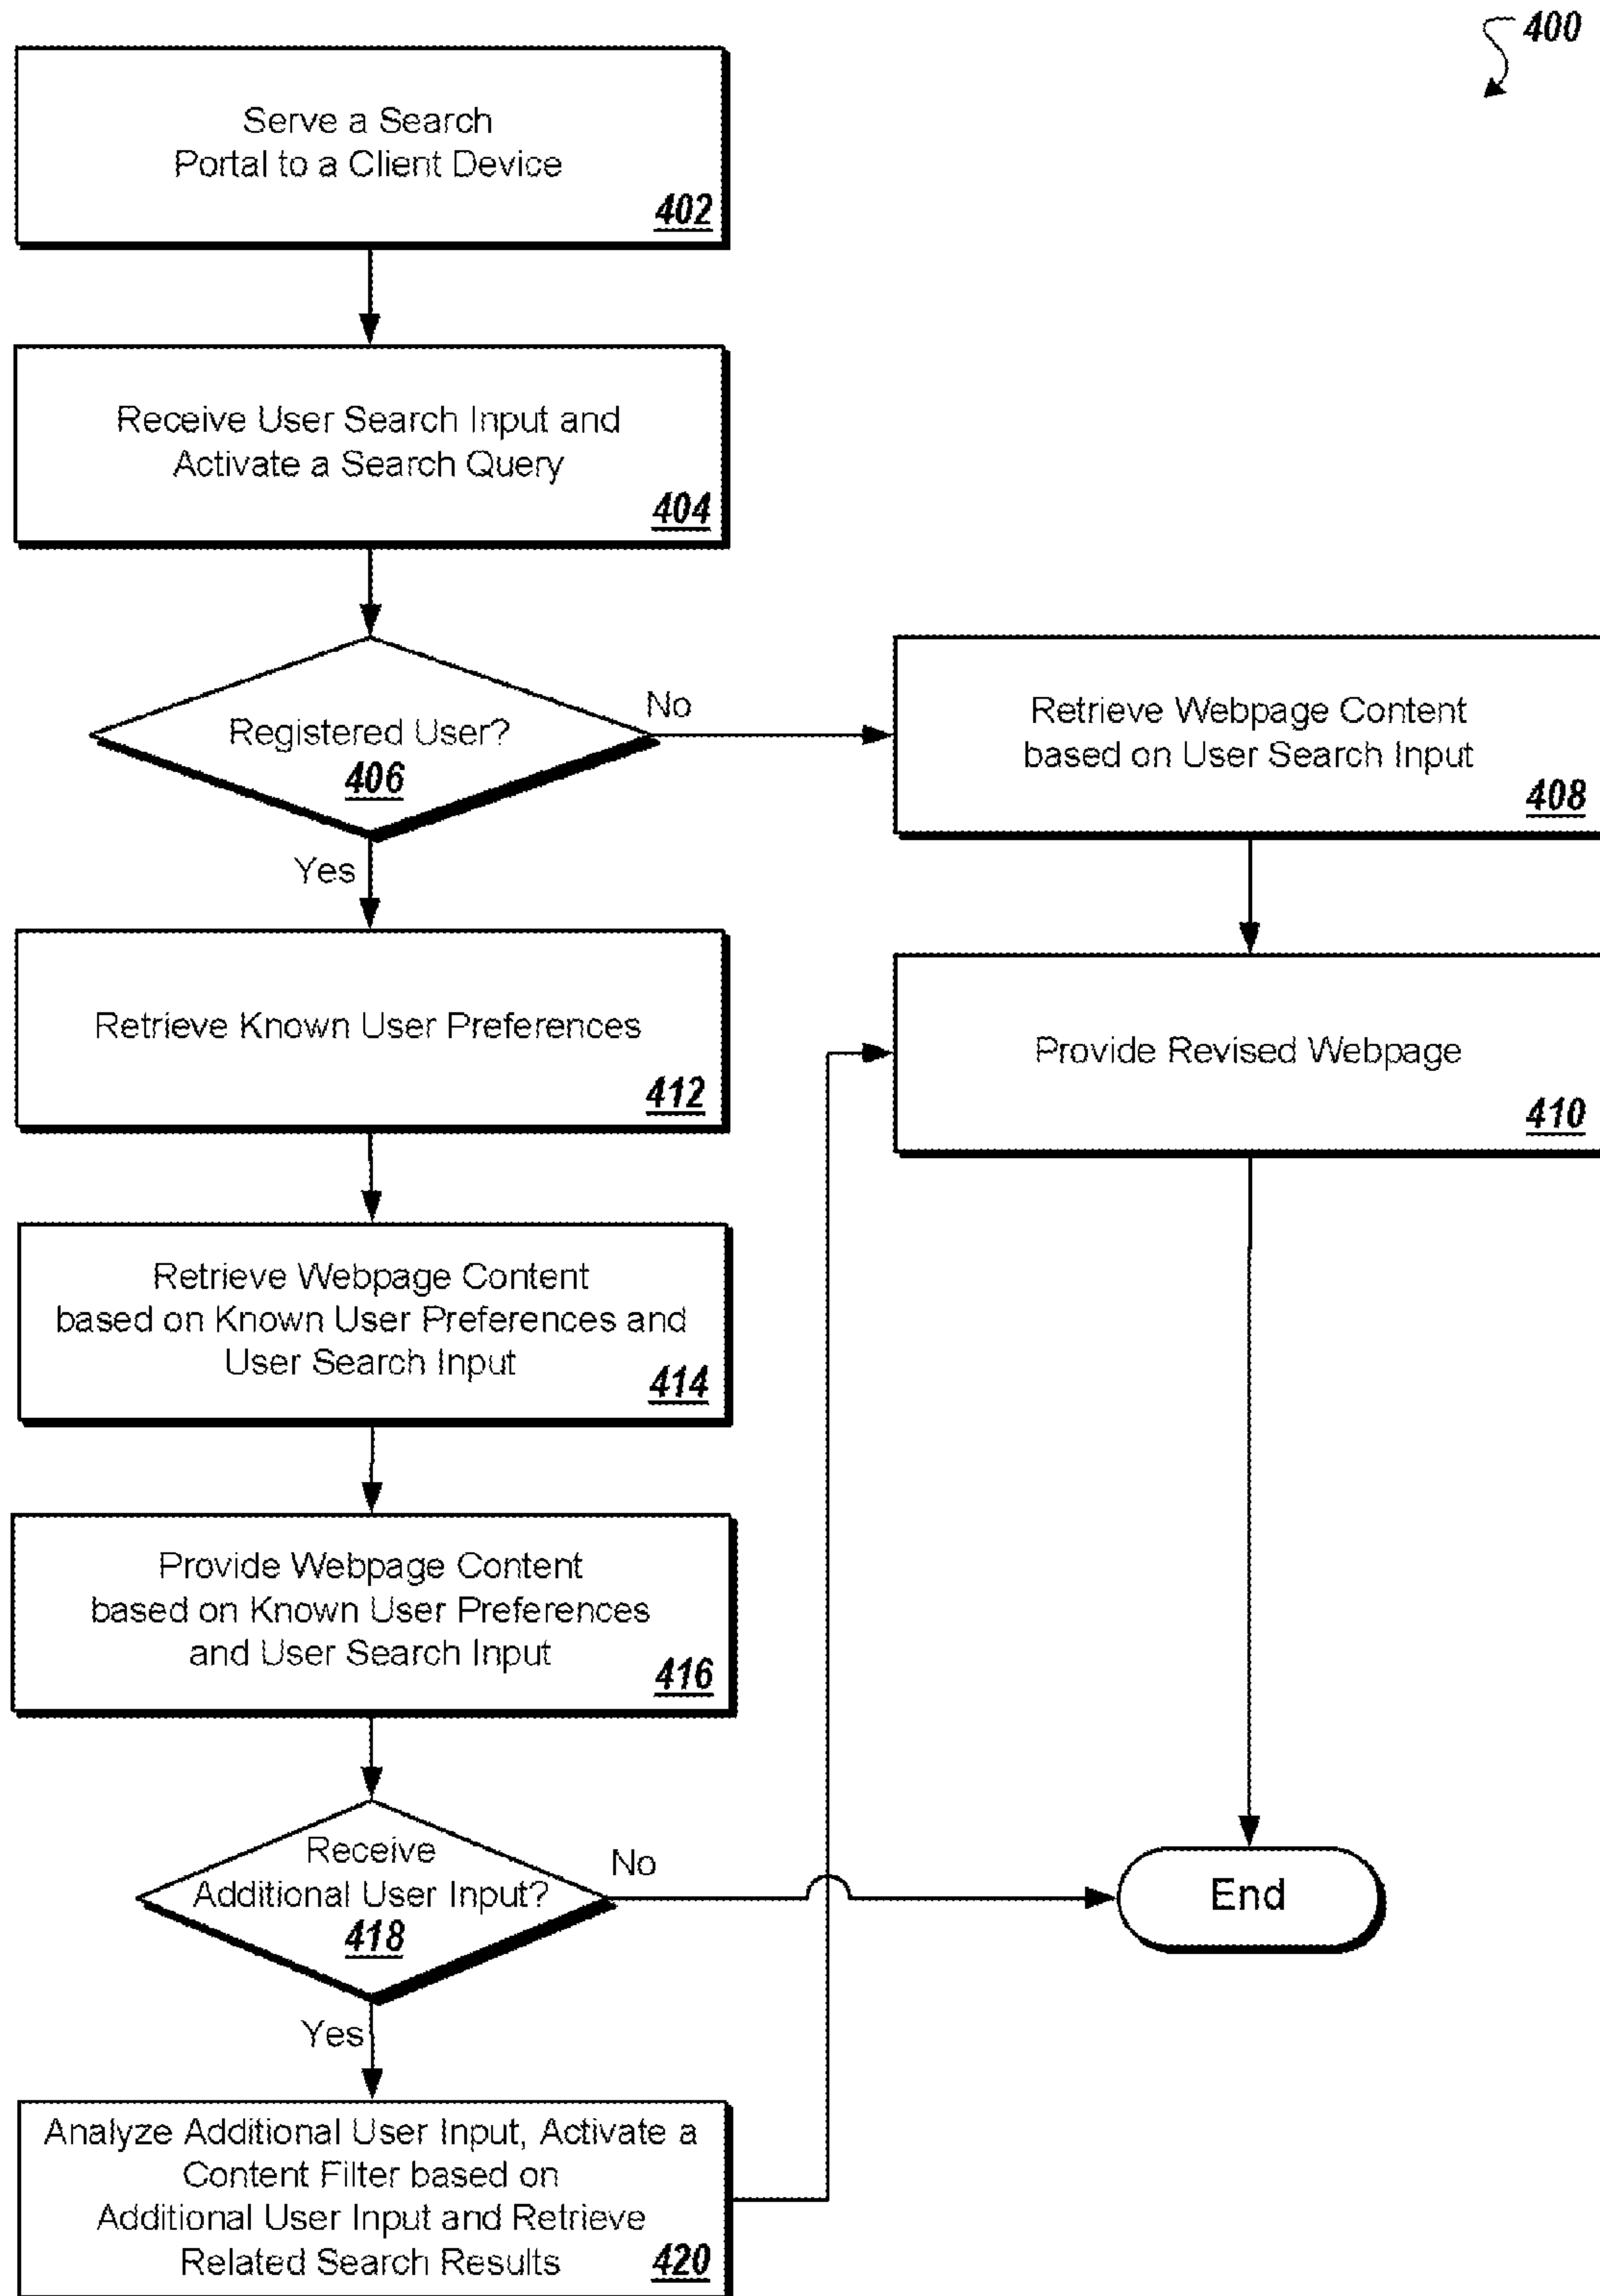 400
Serve a Search
Portal to a Client Device
402
Receive User Search Input and
Activate a Search Query
404
Registered User?
406
No
Yes
Retrieve Webpage Content
based on User Search Input
408
Provide Revised Webpage
410
Retrieve Known User Preferences
412
Retrieve Webpage Content
based on Known User Preferences and
User Search Input
414
Provide Webpage Content
based on Known User Preferences
and User Search Input
416
Receive
Additional User Input?
418
No
Yes
End
Analyze Additional User Input, Activate a
Content Filter based on
Additional User Input and Retrieve
Related Search Results
420